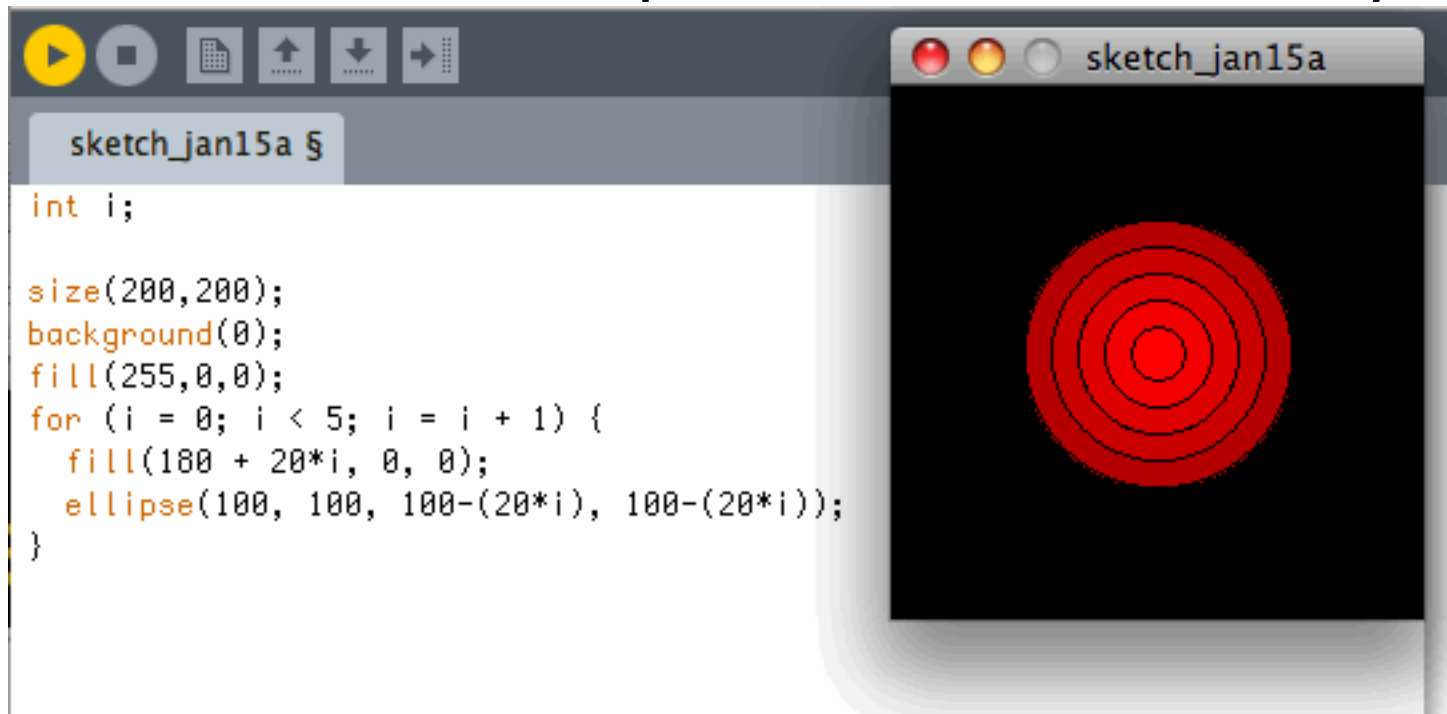 sketch_jan15a
sketch_jan15a §
int i;
size(200,200);
background(0);
fill(255,0,0);
for (i = 0; i < 5; i = i + 1) {
  fill(180 + 20*i, 0, 0);
  ellipse(100, 100, 100-(20*i), 100-(20*i));
}